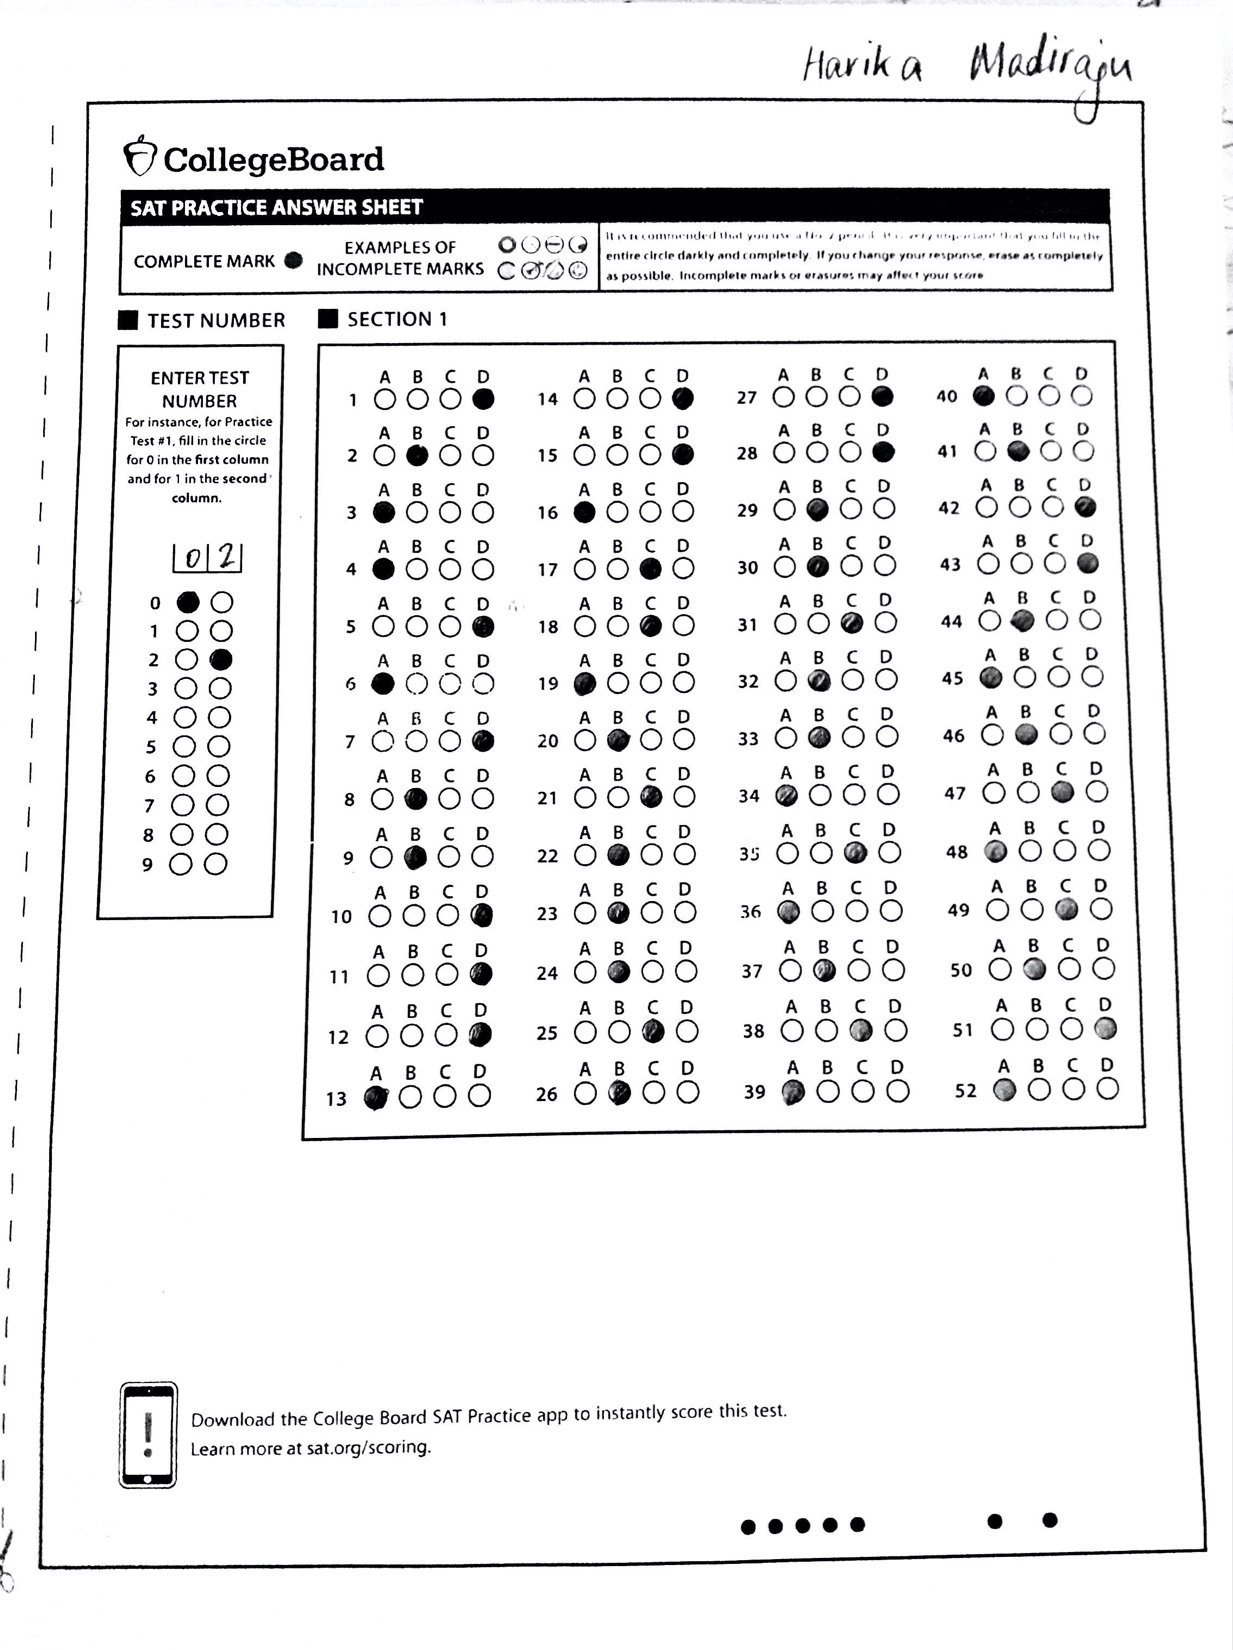 Harika Madiraju
CollegeBoard
SAT PRACTICE ANSWER SHEET
COMPLETE MARK
EXAMPLES OF
INCOMPLETE MARKS
It is recommended that you use a No. 2 pencil. It is very important that you fill in the
entire circle darkly and completely. If you change your response, erase as completely
as possible. Incomplete marks or erasures may affect your score
TEST NUMBER
SECTION 1
ENTER TEST
NUMBER
For instance, for Practice
Test #1, fill in the circle
for 0 in the first column
and for 1 in the second
column.
0 2
0
1
2
3
4
5
6
7
8
9
A B C D
1
A B C D
2
A B C D
3
A B C D
4
A B C D
5
A B C D
6
A B C D
7
A B C D
8
A B C D
9
A B C D
10
A B C D
11
A B C D
12
A B C D
13
A B C D
14
A B C D
15
A B C D
16
A B C D
17
A B C D
18
A B C D
19
A B C D
20
A B C D
21
A B C D
22
A B C D
23
A B C D
24
A B C D
25
A B C D
26
A B C D
27
A B C D
28
A B C D
29
A B C D
30
A B C D
31
A B C D
32
A B C D
33
A B C D
34
A B C D
35
A B C D
36
A B C D
37
A B C D
38
A B C D
39
A B C D
40
A B C D
41
A B C D
42
A B C D
43
A B C D
44
A B C D
45
A B C D
46
A B C D
47
A B C D
48
A B C D
49
A B C D
50
A B C D
51
A B C D
52
Download the College Board SAT Practice app to instantly score this test.
Learn more at sat.org/scoring.